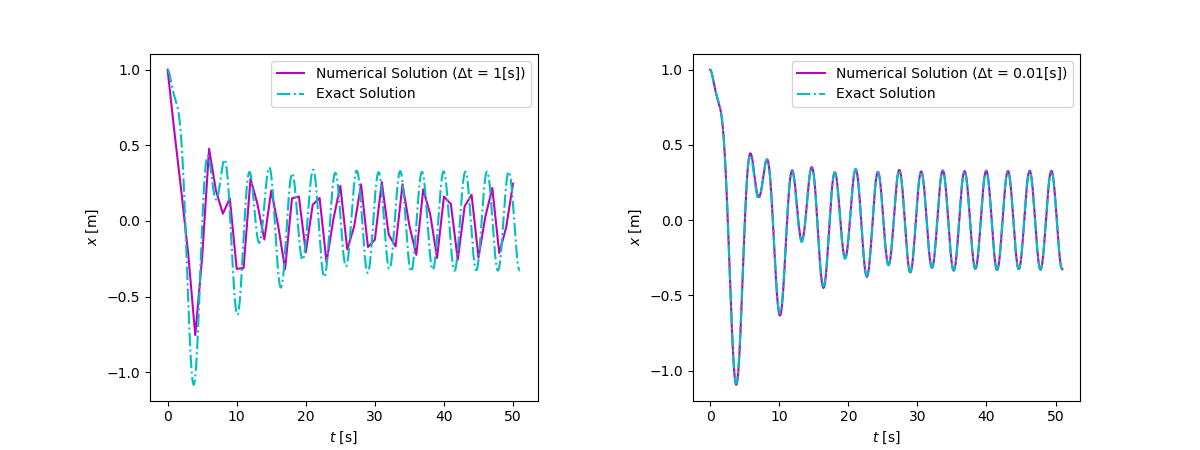 Numerical Solution (Δt = 1[s])
Exact Solution
1.0
0.5
0.0
−0.5
−1.0
x [m]
0 10 20 30 40 50
t [s]
Numerical Solution (Δt = 0.01[s])
Exact Solution
1.0
0.5
0.0
−0.5
−1.0
x [m]
0 10 20 30 40 50
t [s]